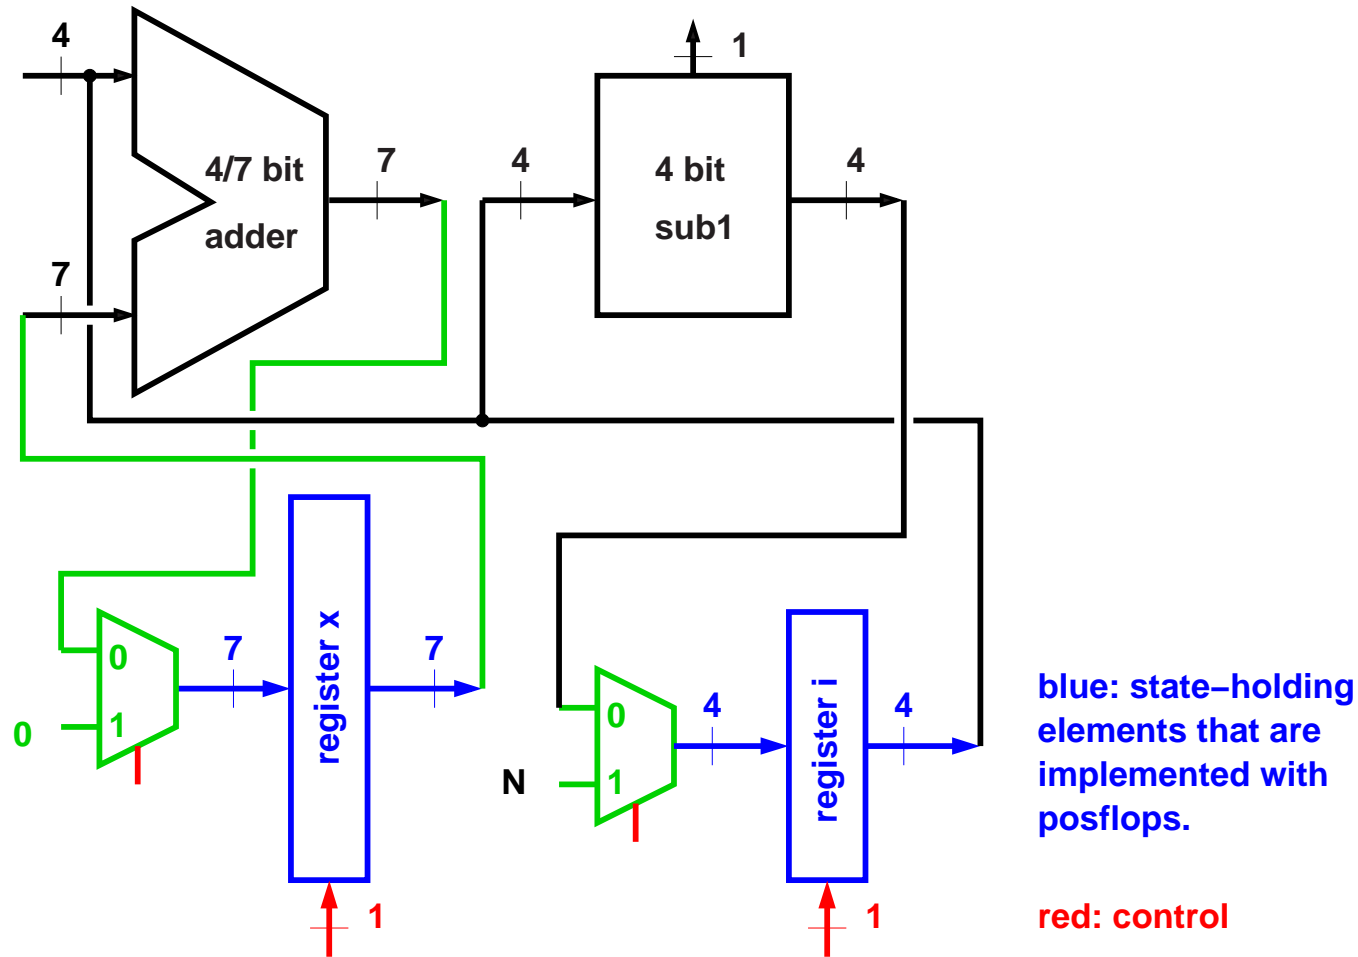 4
1
4/7 bit
adder
7
4
4 bit
sub1
4
7
0
1
0
7
register x
7
1
0
1
N
4
register i
4
1
blue: state–holding
elements that are
implemented with
posflops.
red: control